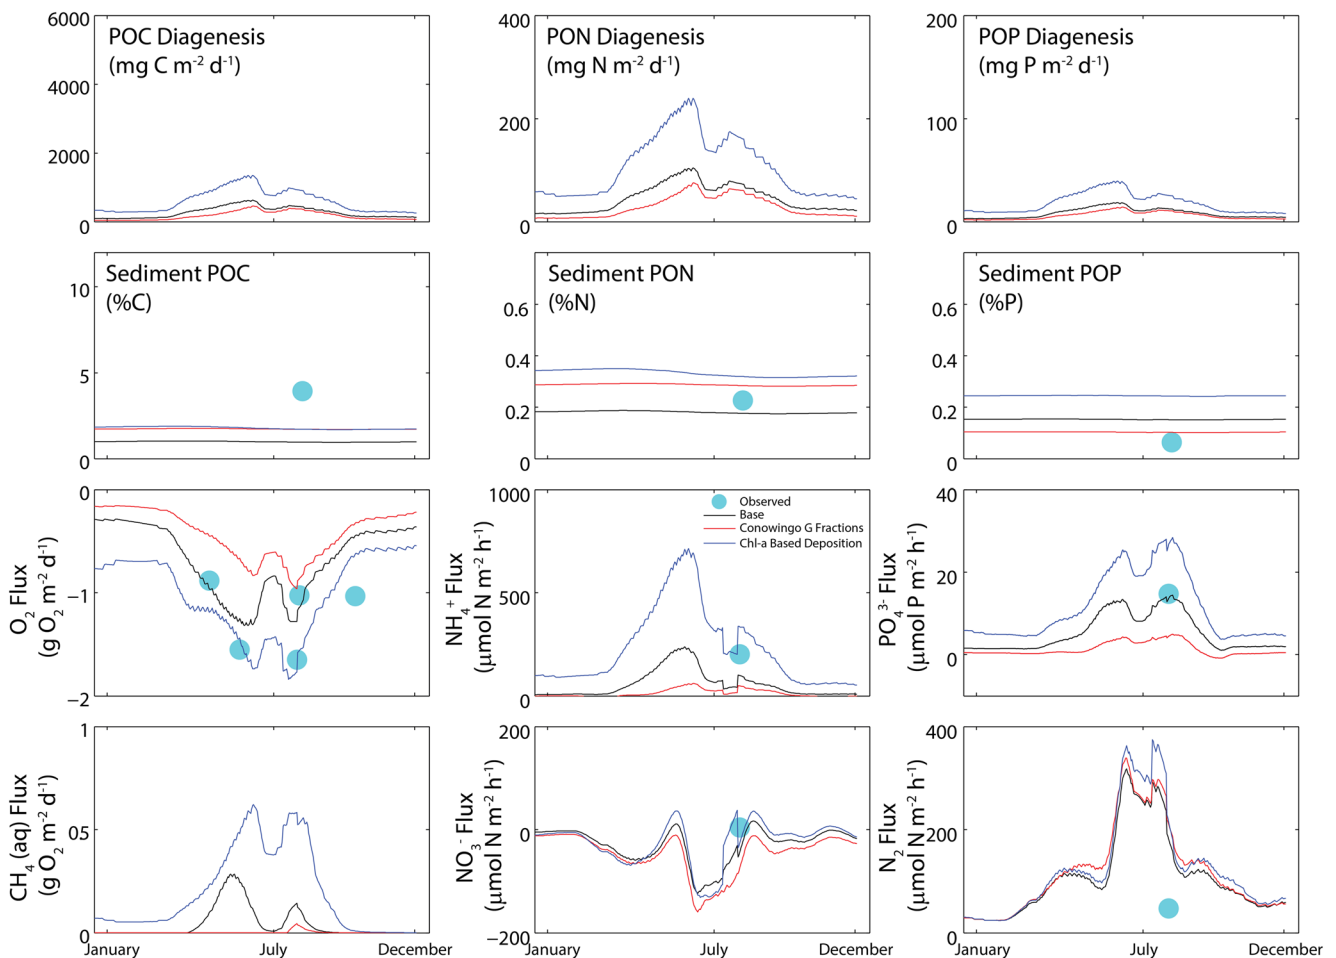 6000
4000
2000
0
POC Diagenesis
(mg C m-2 d-1)
400
200
0
PON Diagenesis
(mg N m-2 d-1)
200
100
0
POP Diagenesis
(mg P m-2 d-1)
10
5
0
Sediment POC
(%C)
0.6
0.4
0.2
0
Sediment PON
(%N)
0.6
0.4
0.2
0
Sediment POP
(%P)
O2 Flux
(g O2 m-2 d-1)
0
−1
−2
NH4+ Flux
(μmol N m-2 h-1)
1000
500
0
Observed
Base
Conowingo G Fractions
Chl-a Based Deposition
PO43- Flux
(μmol P m-2 h-1)
40
20
0
CH4 (aq) Flux
(g O2 m-2 d-1)
1
05
0
January
July
December
NO3- Flux
(μmol N m-2 h-1)
200
0
−200
January
July
December
N2 Flux
(μmol N m-2 h-1)
400
200
0
January
July
December